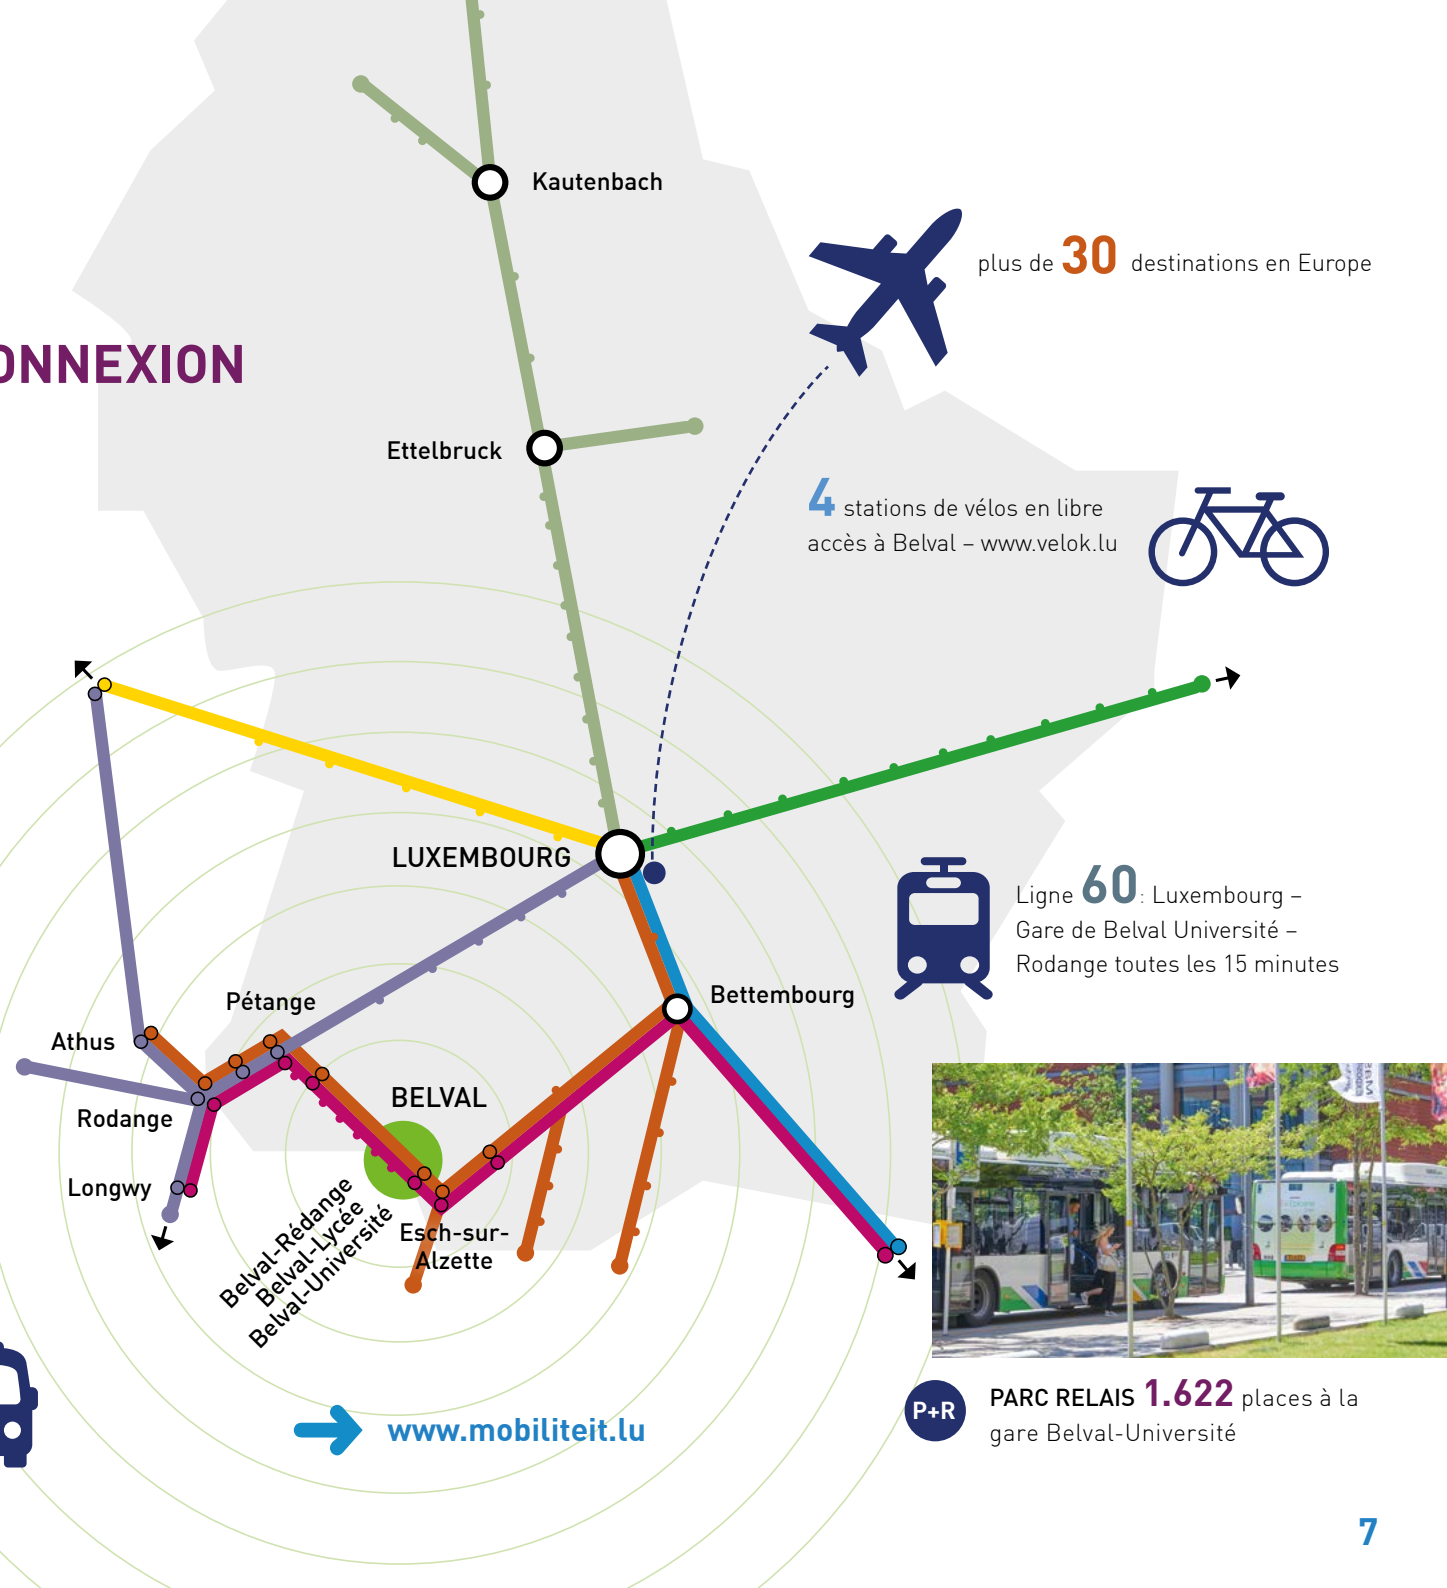 Kautenbach
plus de 30 destinations en Europe
ONNEXION
Ettelbruck
4 stations de vélos en libre
accès à Belval – www.velok.lu
LUXEMBOURG
Ligne 60: Luxembourg –
Gare de Belval Université –
Rodange toutes les 15 minutes
Pétange
Bettembourg
Athus
BELVAL
Rodange
Longwy
Belval-Rédange
Belval-Lycée
Belval-Université
Esch-sur-
Alzette
www.mobiliteit.lu
P+R
PARC RELAIS 1.622 places à la
gare Belval-Université
7